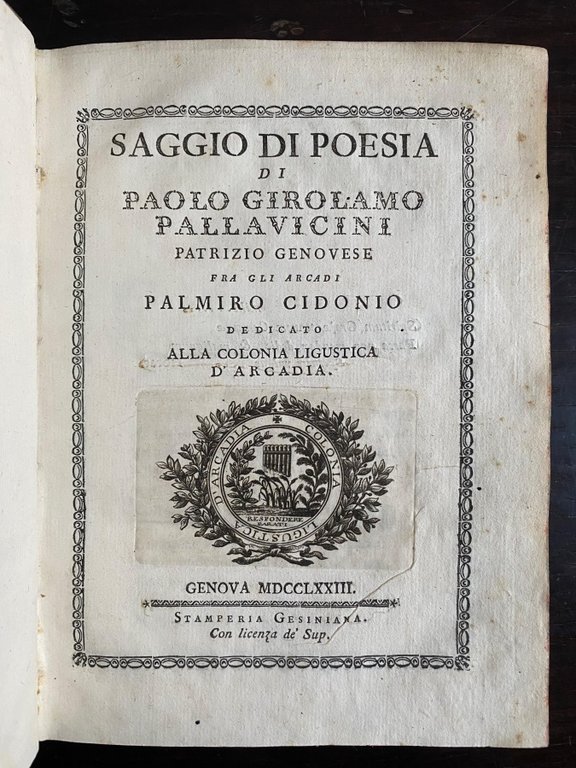 SAGGIO DI POESIA
DI
PAOLO GIROLAMO
PALLAVICINI
PATRIZIO GENOVESE
FRA GLI ARCADI
PALMIRO CIDONIO
DEDICATO
ALLA COLONIA LIGUSTICA
D'ARCADIA.
COLONIA LIGUSTICA D'ARCADIA
RESPONDERE
PARATI
GENOVA MDCCLXXIII.
STAMPERIA GESINIANA.
Con licenza de' Sup.